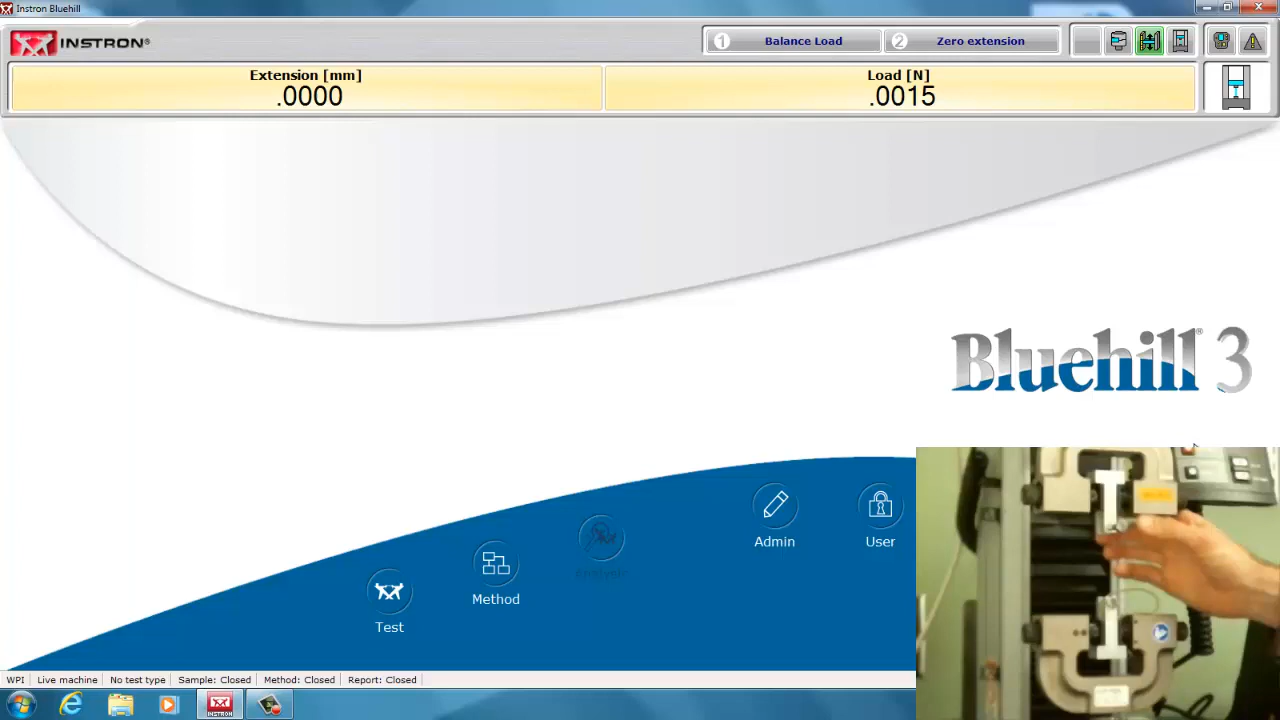 Instron Bluehill
INSTRON®
1 Balance Load
2 Zero extension
Extension [mm]
.0000
Load [N]
.0015
Bluehill® 3
Analysis
Admin
User
Method
Test
WPI
Live machine
No test type
Sample: Closed
Method: Closed
Report: Closed